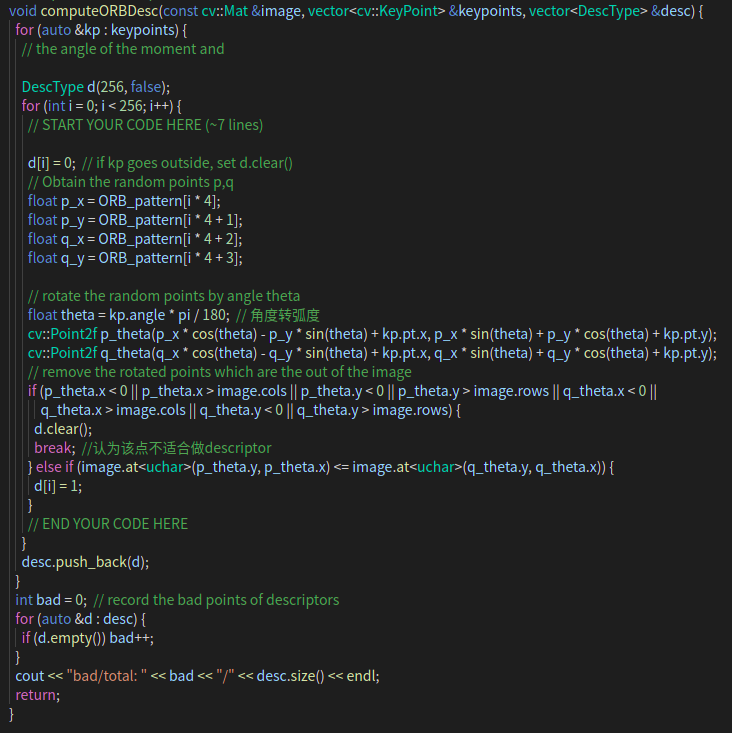 void computeORBDesc(const cv::Mat &image, vector<cv::KeyPoint> &keypoints, vector<DescType> &desc) {
for (auto &kp : keypoints) {
// the angle of the moment and
DescType d(256, false);
for (int i = 0; i < 256; i++) {
// START YOUR CODE HERE (~7 lines)
d[i] = 0;  // if kp goes outside, set d.clear()
// Obtain the random points p,q
float p_x = ORB_pattern[i * 4];
float p_y = ORB_pattern[i * 4 + 1];
float q_x = ORB_pattern[i * 4 + 2];
float q_y = ORB_pattern[i * 4 + 3];
// rotate the random points by angle theta
float theta = kp.angle * pi / 180;  // 角度转弧度
cv::Point2f p_theta(p_x * cos(theta) - p_y * sin(theta) + kp.pt.x, p_x * sin(theta) + p_y * cos(theta) + kp.pt.y);
cv::Point2f q_theta(q_x * cos(theta) - q_y * sin(theta) + kp.pt.x, q_x * sin(theta) + q_y * cos(theta) + kp.pt.y);
// remove the rotated points which are the out of the image
if (p_theta.x < 0 || p_theta.x > image.cols || p_theta.y < 0 || p_theta.y > image.rows || q_theta.x < 0 ||
q_theta.x > image.cols || q_theta.y < 0 || q_theta.y > image.rows) {
d.clear();
break;  //认为该点不适合做descriptor
} else if (image.at<uchar>(p_theta.y, p_theta.x) <= image.at<uchar>(q_theta.y, q_theta.x)) {
d[i] = 1;
}
// END YOUR CODE HERE
}
desc.push_back(d);
}
int bad = 0;  // record the bad points of descriptors
for (auto &d : desc) {
if (d.empty()) bad++;
}
cout << "bad/total: " << bad << "/" << desc.size() << endl;
return;
}